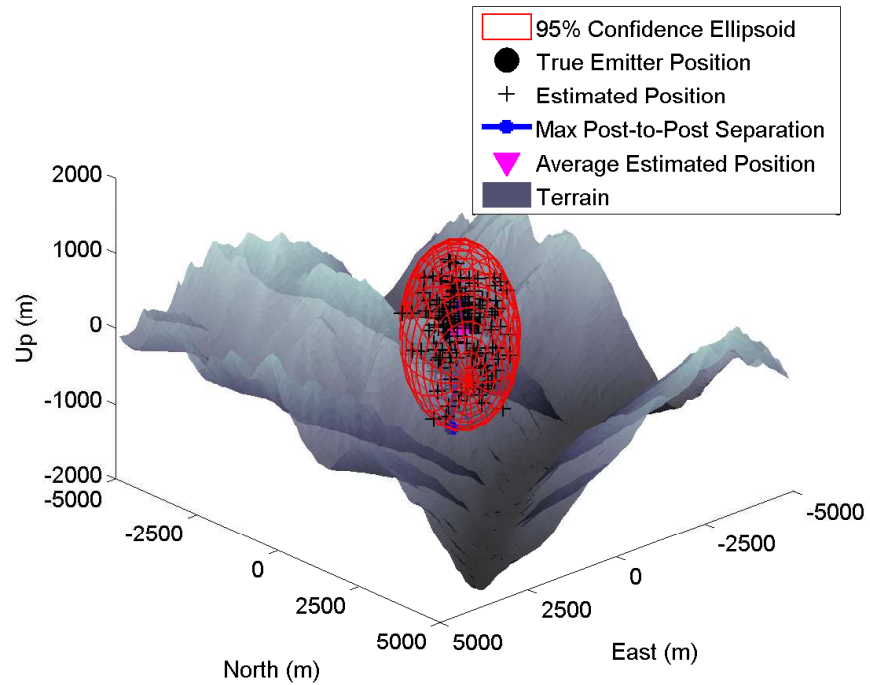 95% Confidence Ellipsoid
True Emitter Position
Estimated Position
Max Post-to-Post Separation
Average Estimated Position
Terrain
2000
1000
0
-1000
-2000
Up (m)
-5000
-2500
0
2500
5000
North (m)
5000
2500
0
-2500
-5000
East (m)